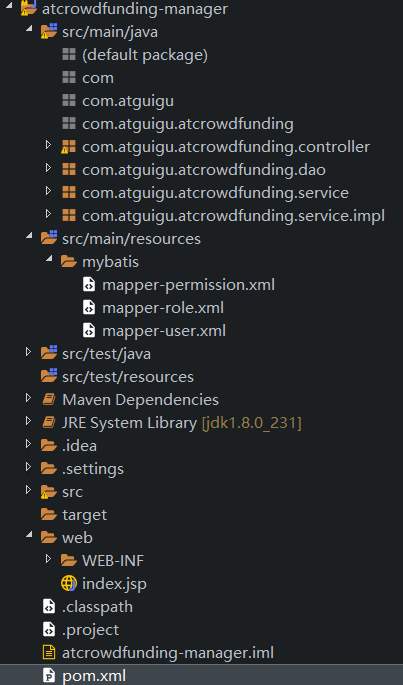 atcrowdfunding-manager
src/main/java
(default package)
com
com.atguigu
com.atguigu.atcrowdfunding
com.atguigu.atcrowdfunding.controller
com.atguigu.atcrowdfunding.dao
com.atguigu.atcrowdfunding.service
com.atguigu.atcrowdfunding.service.impl
src/main/resources
mybatis
mapper-permission.xml
mapper-role.xml
mapper-user.xml
src/test/java
src/test/resources
Maven Dependencies
JRE System Library [jdk1.8.0_231]
.idea
.settings
src
target
web
WEB-INF
index.jsp
.classpath
.project
atcrowdfunding-manager.iml
pom.xml